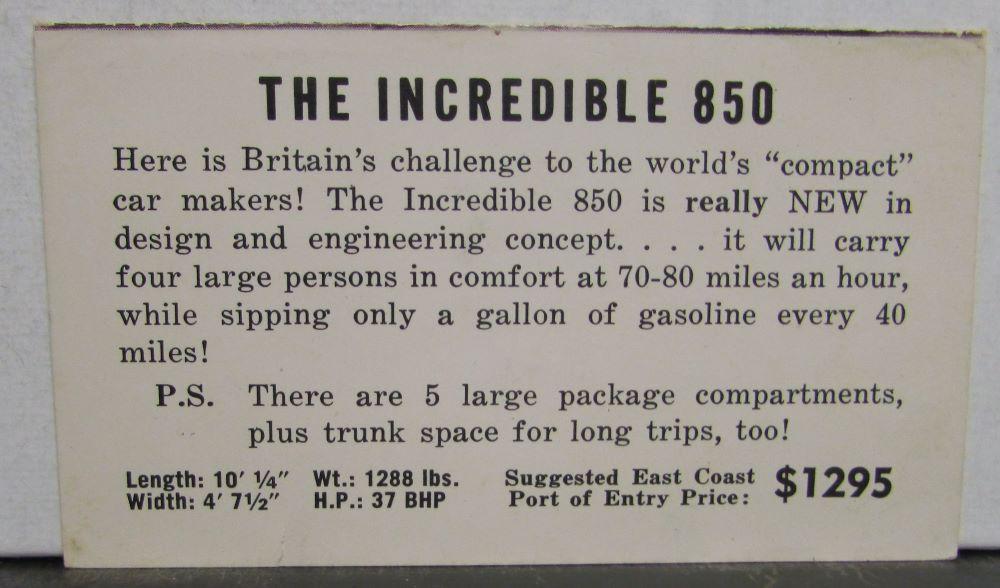 THE INCREDIBLE 850
Here is Britain's challenge to the world's “compact”
car makers! The Incredible 850 is really NEW in
design and engineering concept. . . . it will carry
four large persons in comfort at 70-80 miles an hour,
while sipping only a gallon of gasoline every 40
miles!
P.S. There are 5 large package compartments,
plus trunk space for long trips, too!
Length: 10′ ¼″ Wt.: 1288 lbs.
Width: 4′ 7½″ H.P.: 37 BHP
Suggested East Coast
Port of Entry Price: $1295